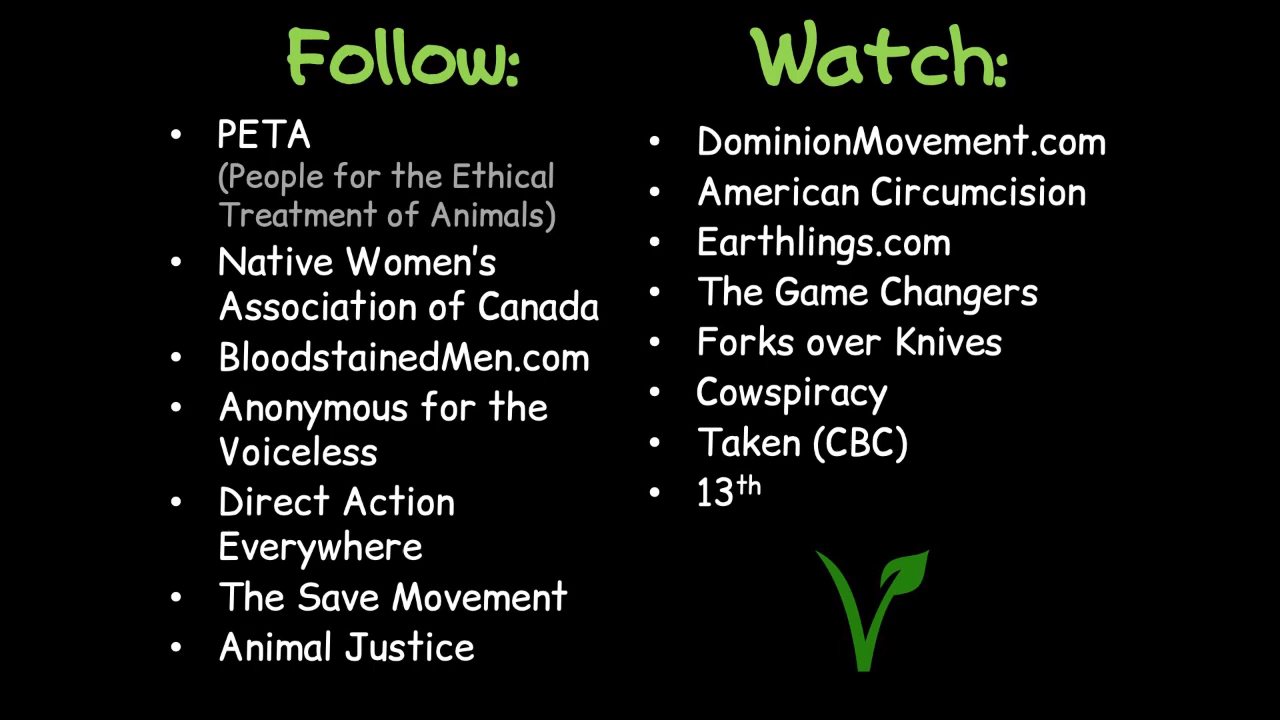 Follow:
• PETA
(People for the Ethical
Treatment of Animals)
• Native Women's
Association of Canada
• BloodstainedMen.com
• Anonymous for the
Voiceless
• Direct Action
Everywhere
• The Save Movement
• Animal Justice
Watch:
• DominionMovement.com
• American Circumcision
• Earthlings.com
• The Game Changers
• Forks over Knives
• Cowspiracy
• Taken (CBC)
• 13th